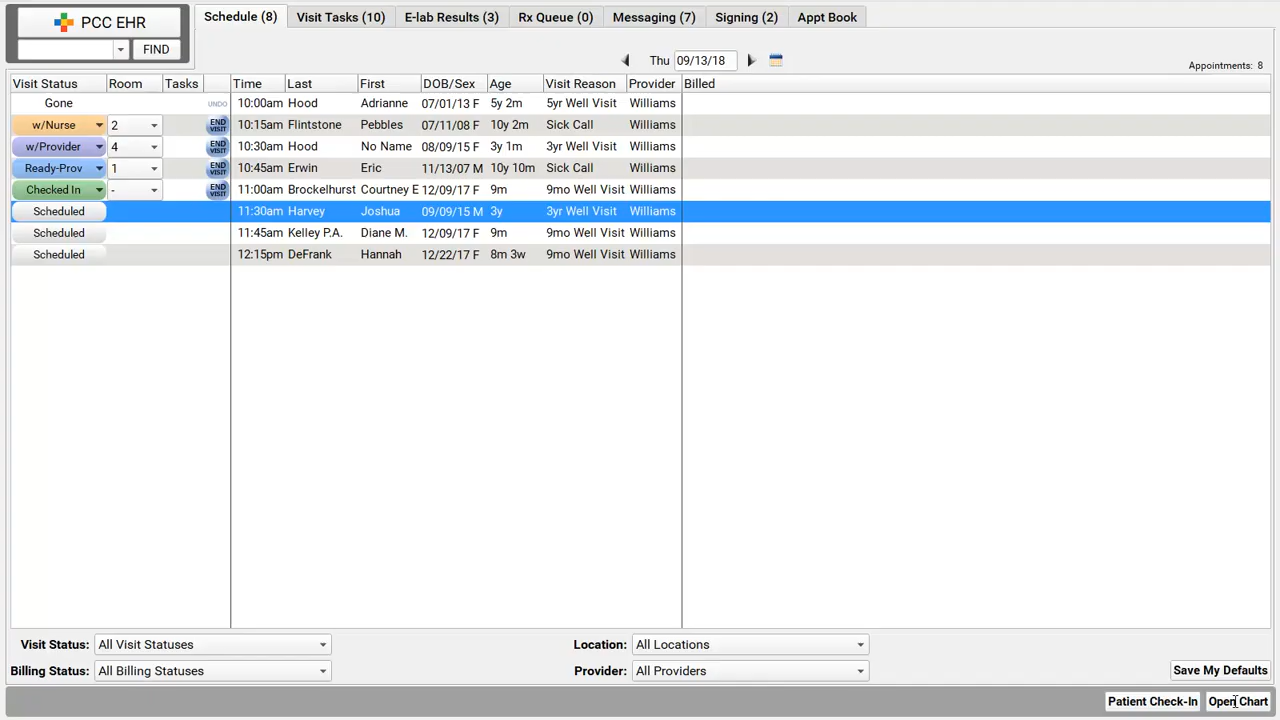 PCC EHR
FIND
Schedule (8) Visit Tasks (10) E-lab Results (3) Rx Queue (0) Messaging (7) Signing (2) Appt Book
Thu 09/13/18
Appointments: 8
Visit Status Room Tasks Time Last First DOB/Sex Age Visit Reason Provider Billed
Gone UNDO 10:00am Hood Adrianne 07/01/13 F 5y 2m 5yr Well Visit Williams
w/Nurse 2 END VISIT 10:15am Flintstone Pebbles 07/11/08 F 10y 2m Sick Call Williams
w/Provider 4 END VISIT 10:30am Hood No Name 08/09/15 F 3y 1m 3yr Well Visit Williams
Ready-Prov 1 END VISIT 10:45am Erwin Eric 11/13/07 M 10y 10m Sick Call Williams
Checked In - END VISIT 11:00am Brockelhurst Courtney E 12/09/17 F 9m 9mo Well Visit Williams
Scheduled 11:30am Harvey Joshua 09/09/15 M 3y 3yr Well Visit Williams
Scheduled 11:45am Kelley P.A. Diane M. 12/09/17 F 9m 9mo Well Visit Williams
Scheduled 12:15pm DeFrank Hannah 12/22/17 F 8m 3w 9mo Well Visit Williams
Visit Status: All Visit Statuses Location: All Locations
Billing Status: All Billing Statuses Provider: All Providers Save My Defaults
Patient Check-In Open Chart